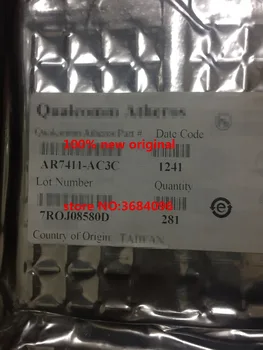 Qualcomm Atheros
Qualcomm Atheros Part # Date Code
100% new original
AR7411-AC3C 1241
Lot Number Quantity
store NO:3684098
7ROJ08580D 281
Country of Origin: TAIWAN